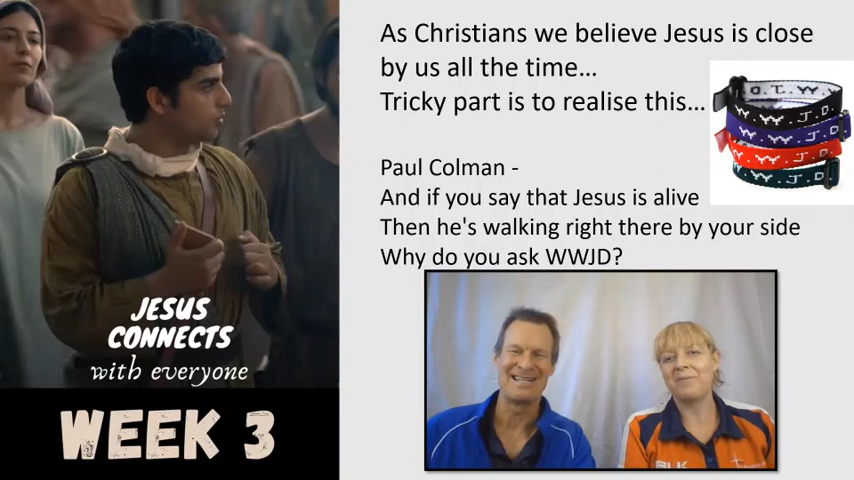 As Christians we believe Jesus is close
by us all the time...
Tricky part is to realise this...
Paul Colman -
And if you say that Jesus is alive
Then he's walking right there by your side
Why do you ask WWJD?
JESUS
CONNECTS
with everyone
WEEK 3
W.W.J.D.
W.W.J.D
W.W.J.D
BLK